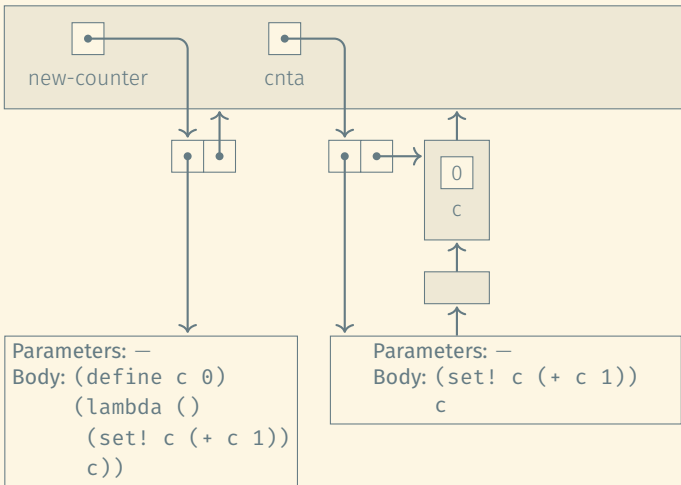 new-counter
cnta
0
c
Parameters: —
Body: (define c 0)
(lambda ()
(set! c (+ c 1))
c))
Parameters: —
Body: (set! c (+ c 1))
c